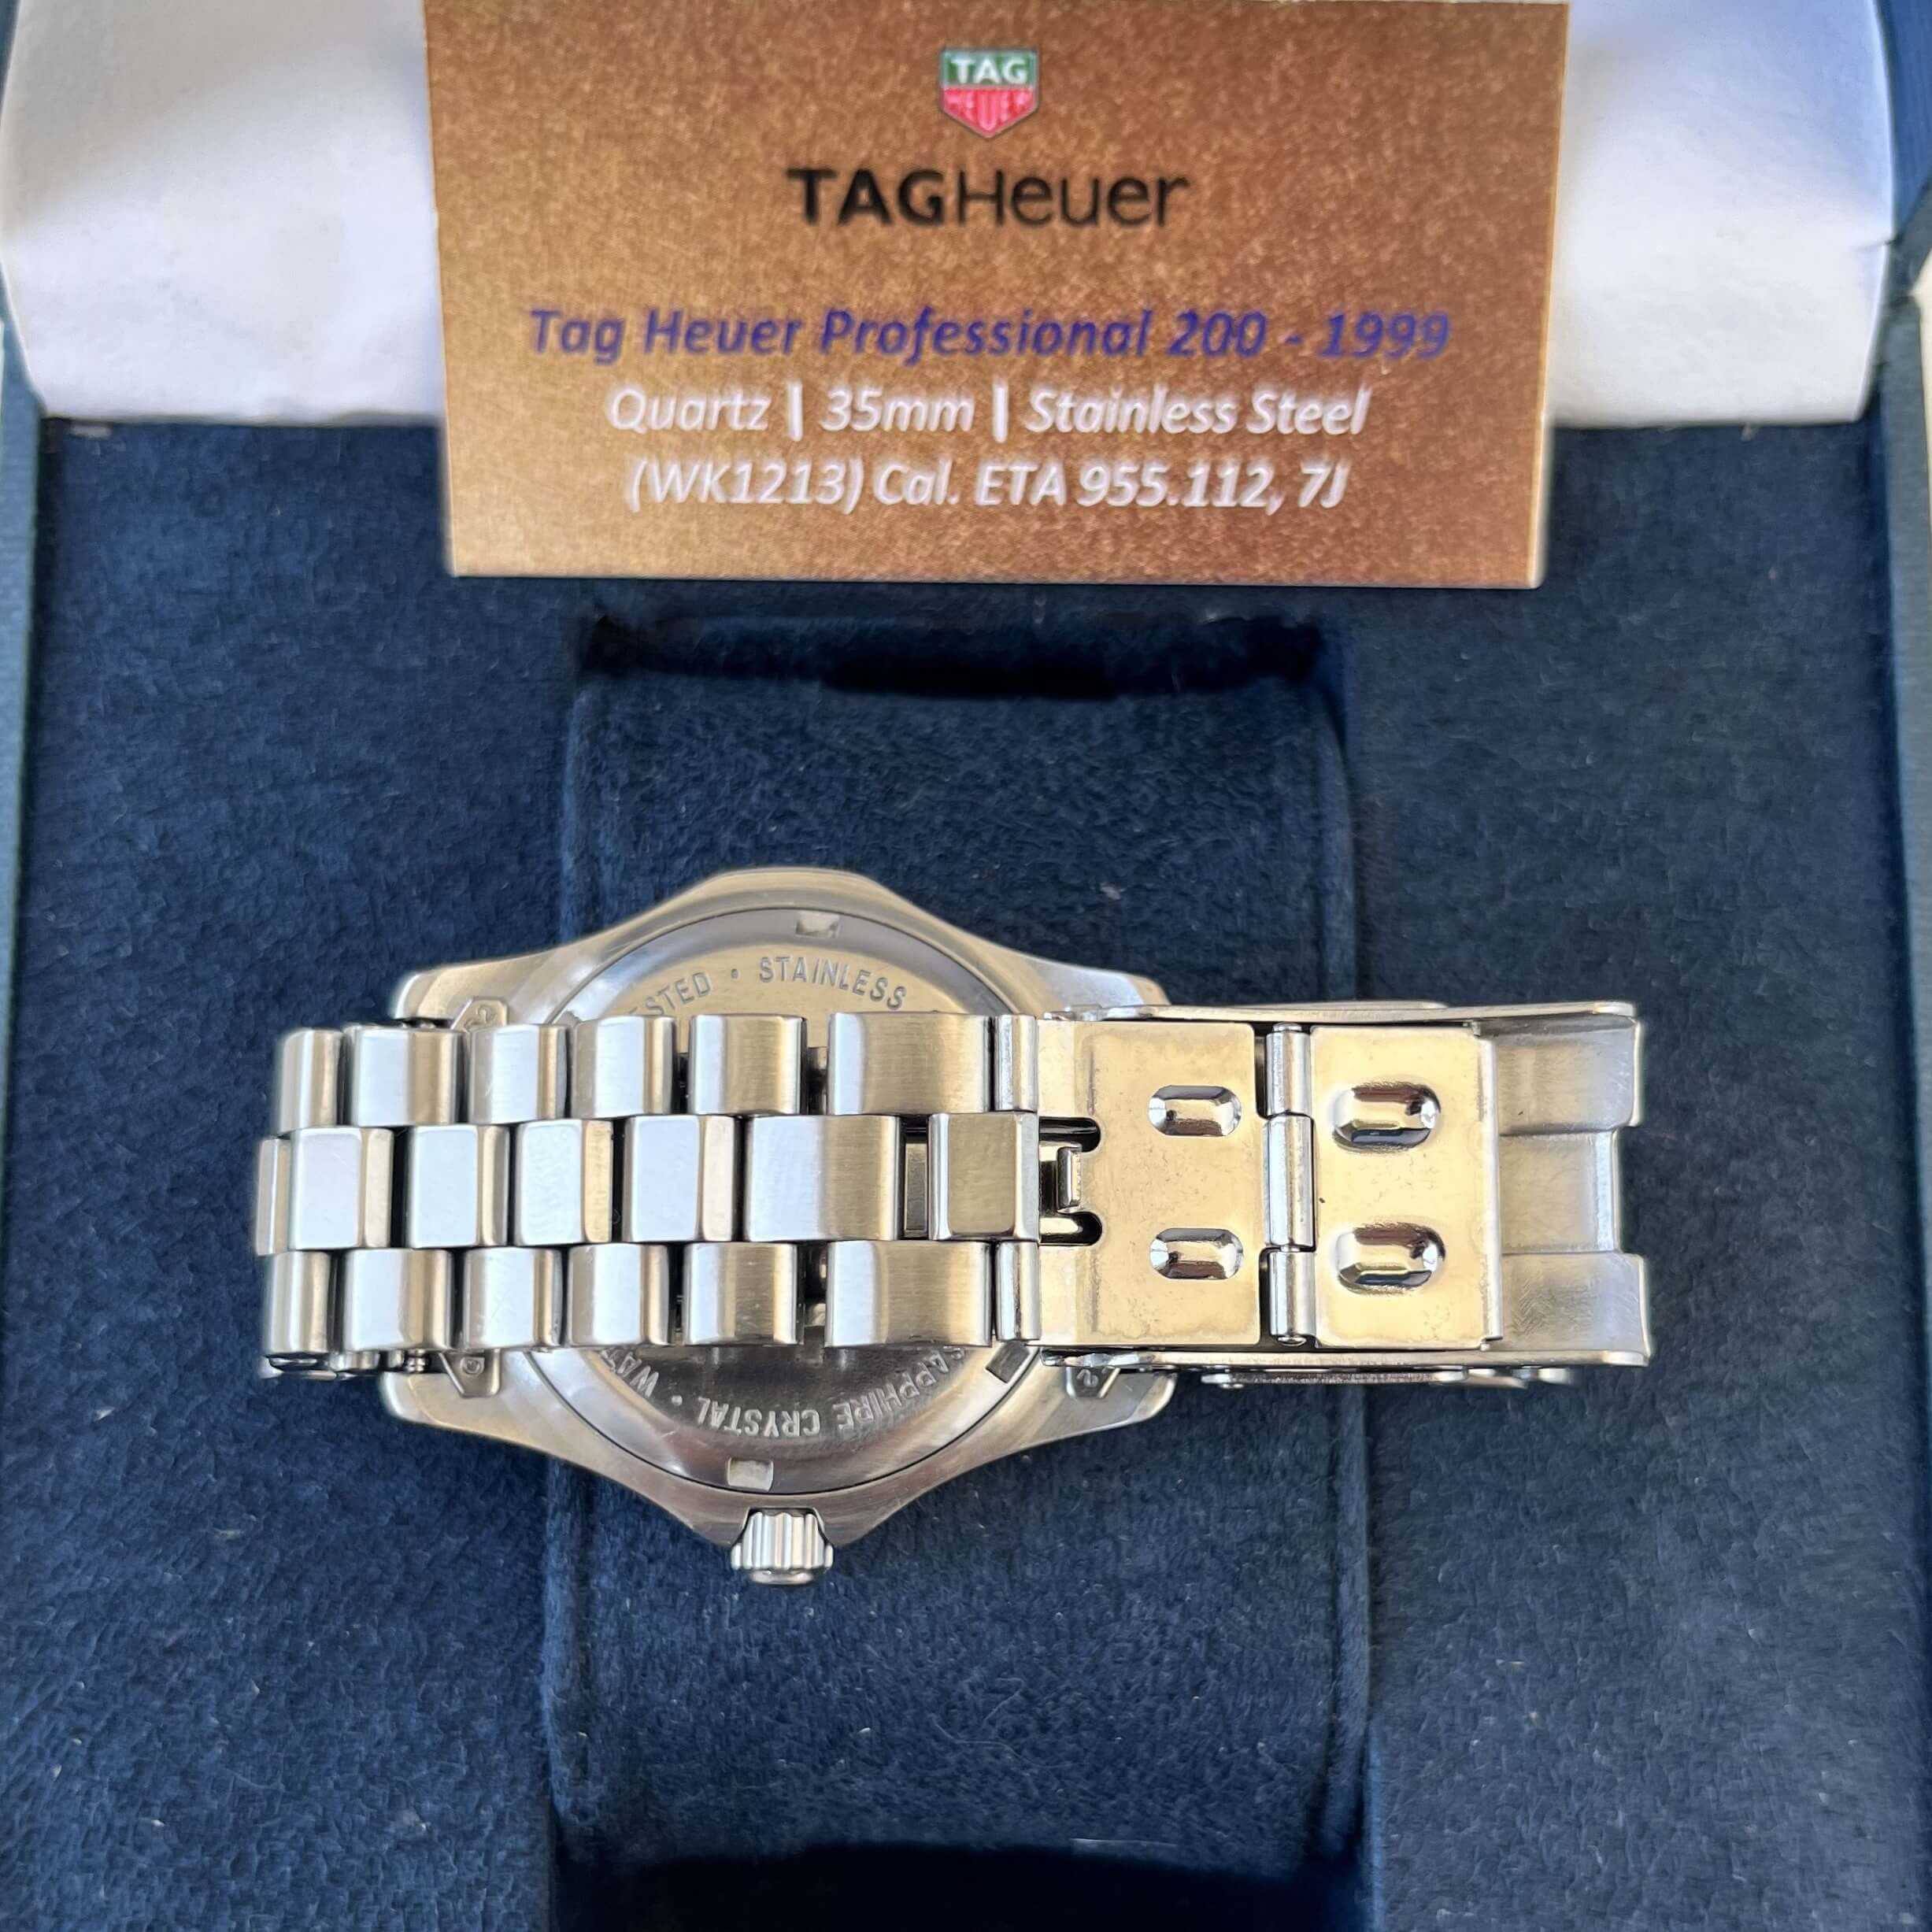 TAG
HEUER
TAGHeuer
Tag Heuer Professional 200 - 1999
Quartz | 35mm | Stainless Steel
(WK1213) Cal. ETA 955.112, 7J
STAINLESS
SAPPHIRE CRYSTAL